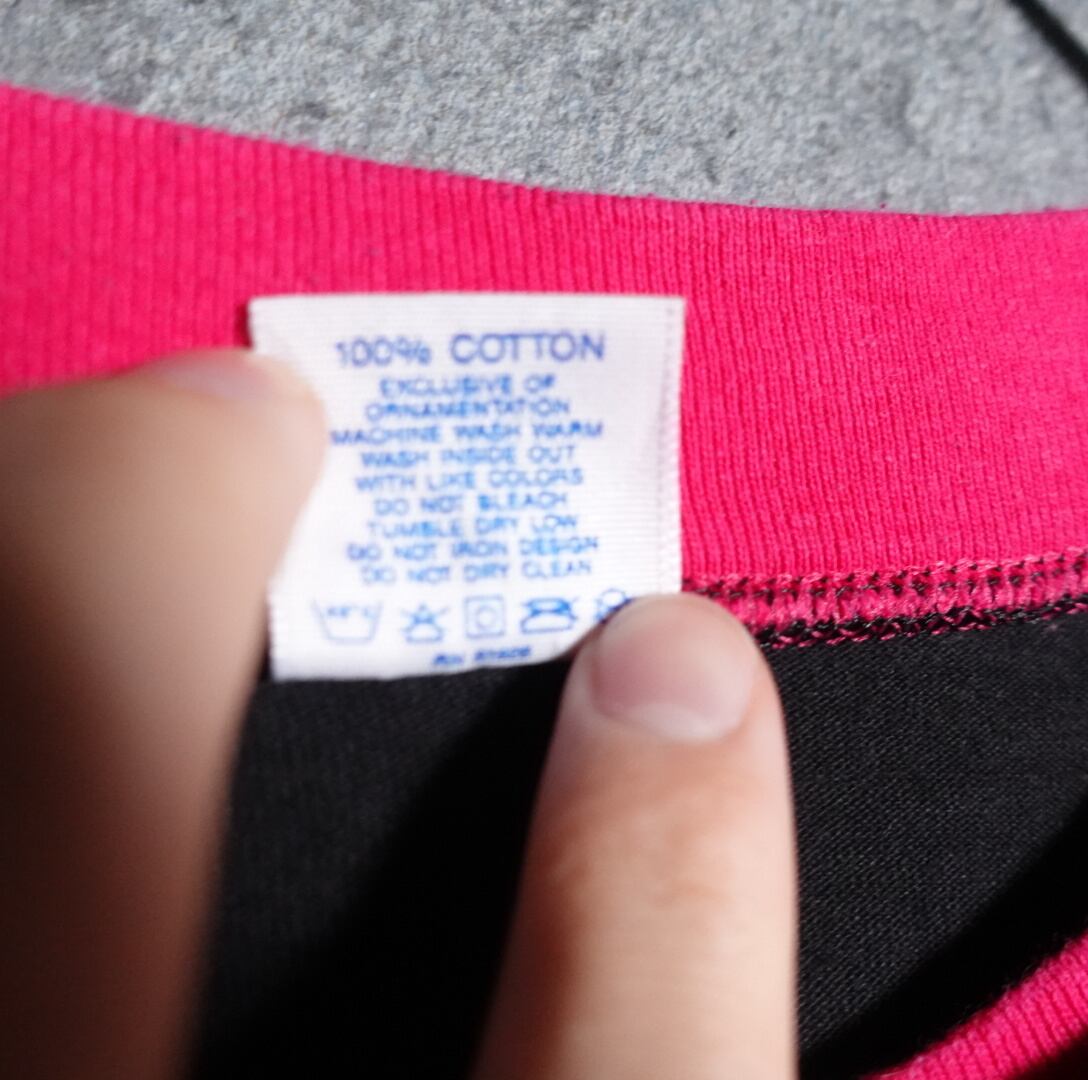 100% COTTON
EXCLUSIVE OF
ORNAMENTATION
MACHINE WASH WARM
WASH INSIDE OUT
WITH LIKE COLORS
DO NOT BLEACH
TUMBLE DRY LOW
DO NOT IRON DESIGN
DO NOT DRY CLEAN
RN